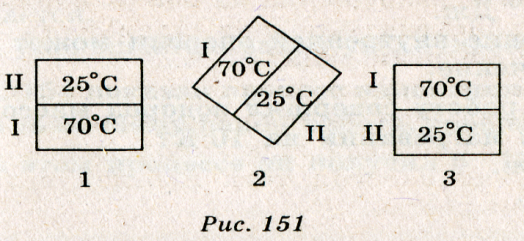 II 25°C
I 70°C
1
I 70°C
25°C II
2
I 70°C
II 25°C
3
Рис. 151